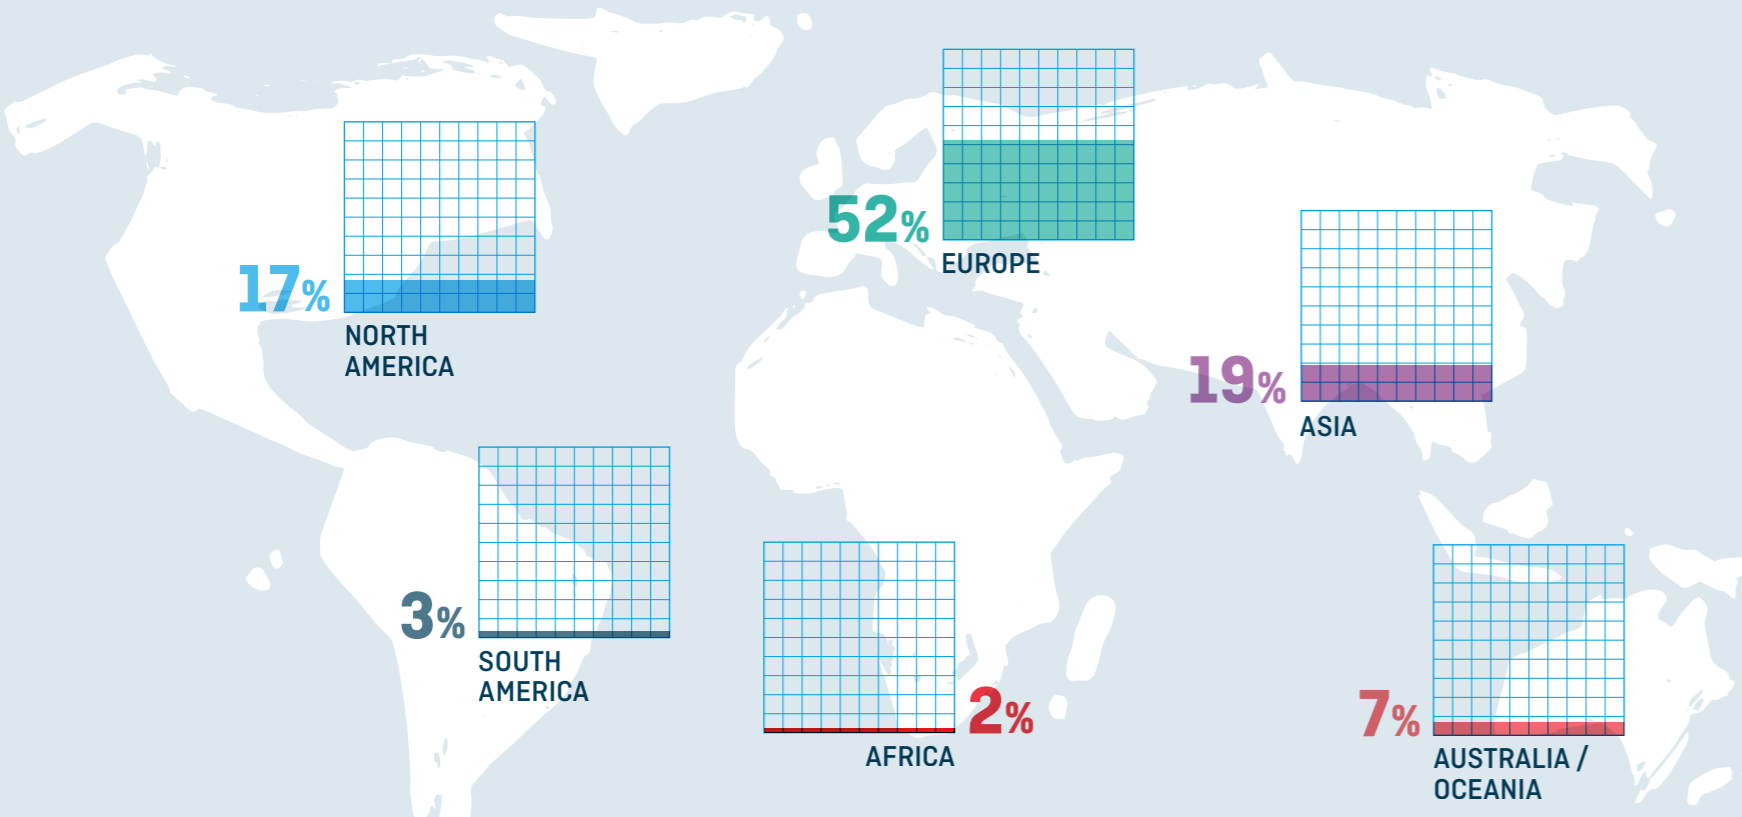 52%
EUROPE
17%
NORTH
AMERICA
19%
ASIA
3%
SOUTH
AMERICA
2%
AFRICA
7%
AUSTRALIA /
OCEANIA